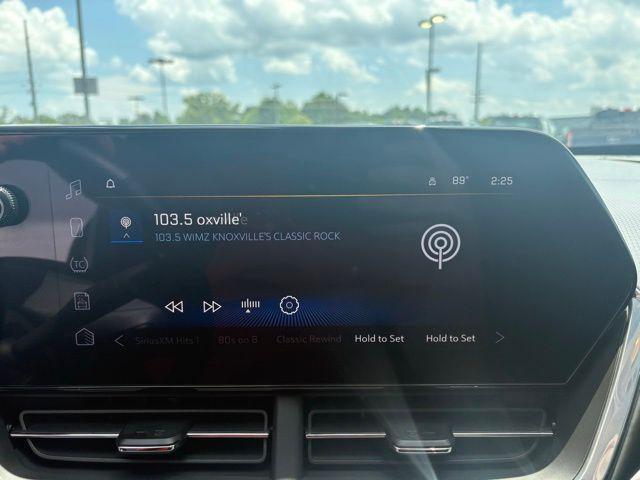 89° 2:25
103.5 oxville'e
103.5 WIMZ KNOXVILLE'S CLASSIC ROCK
TC
SiriusXM Hits 1 80s on 8 Classic Rewind Hold to Set Hold to Set